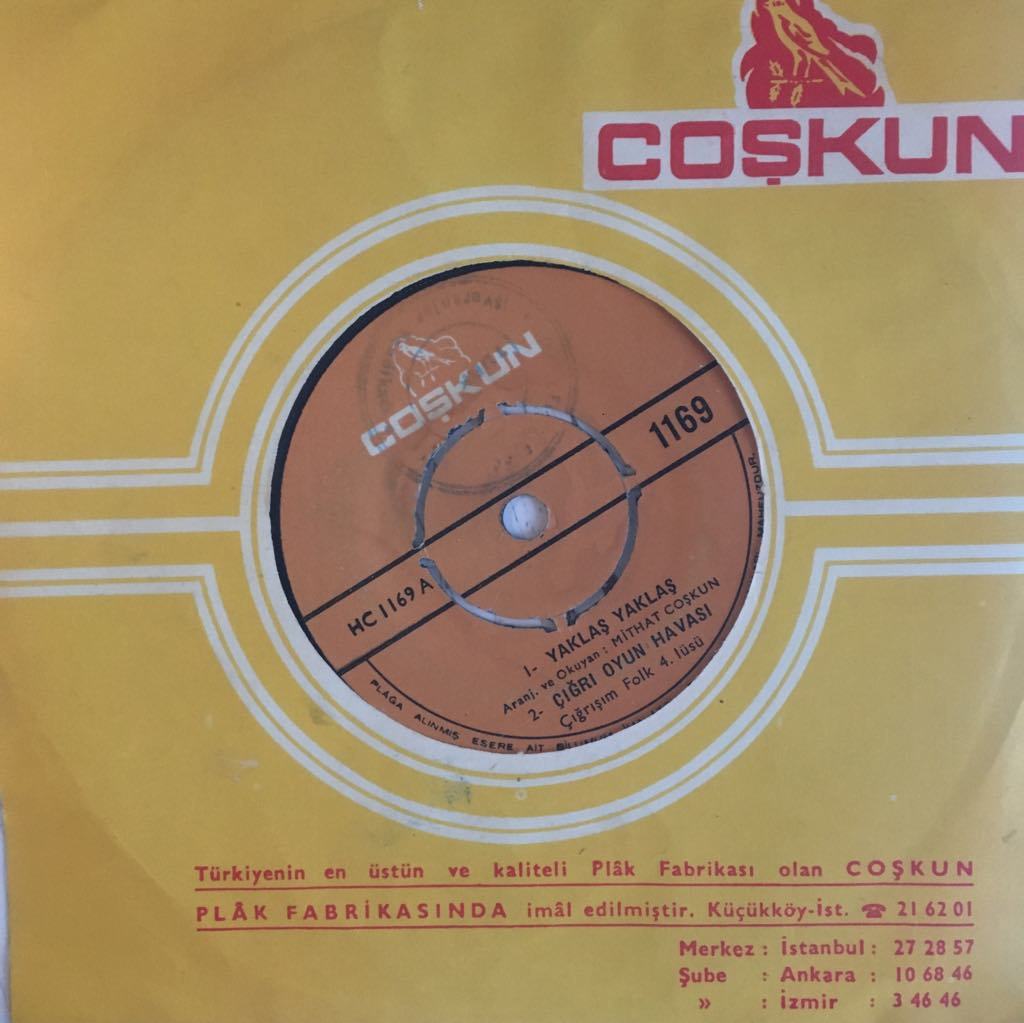 COŞKUN
COŞKUN
1169
HC 1169 A
1- YAKLAŞ YAKLAŞ
Aranj. ve Okuyan : MİTHAT COŞKUN
2- ÇIĞRI OYUN HAVASI
Çığrışım Folk 4. lüsü
PLAĞA ALINMIŞ ESERE AİT
Türkiyenin en üstün ve kaliteli Plâk Fabrikası olan COŞKUN
PLÂK FABRİKASINDA imâl edilmiştir. Küçükköy-İst. ☎ 21 62 01
Merkez : İstanbul : 27 28 57
Şube : Ankara : 10 68 46
» : İzmir : 3 46 46